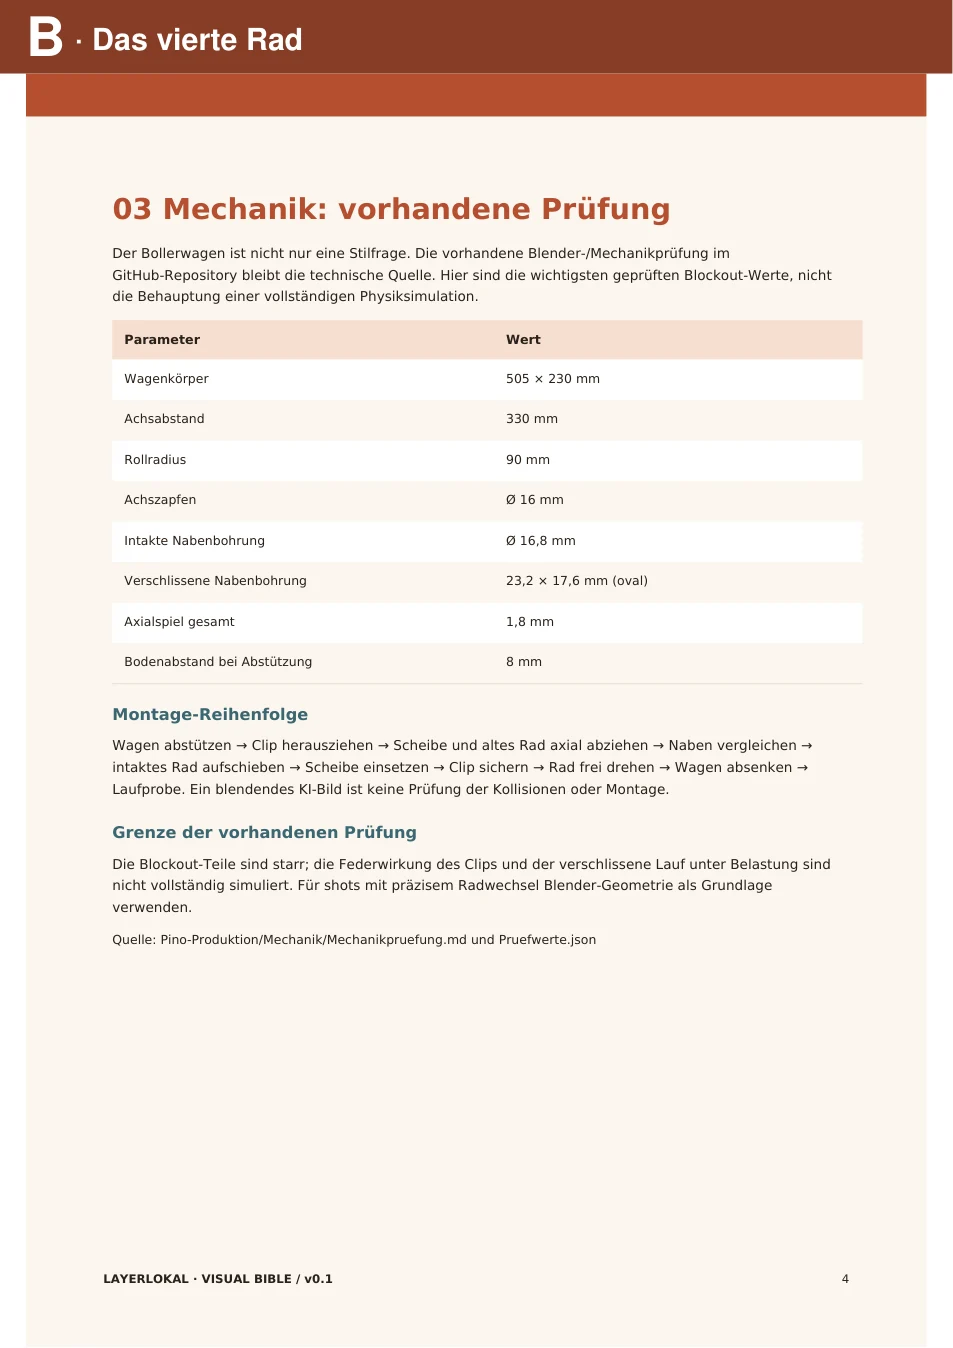 B · Das vierte Rad
03 Mechanik: vorhandene Prüfung
Der Bollerwagen ist nicht nur eine Stilfrage. Die vorhandene Blender-/Mechanikprüfung im
GitHub-Repository bleibt die technische Quelle. Hier sind die wichtigsten geprüften Blockout-Werte, nicht
die Behauptung einer vollständigen Physiksimulation.
Parameter Wert
Wagenkörper 505 × 230 mm
Achsabstand 330 mm
Rollradius 90 mm
Achszapfen Ø 16 mm
Intakte Nabenbohrung Ø 16,8 mm
Verschlissene Nabenbohrung 23,2 × 17,6 mm (oval)
Axialspiel gesamt 1,8 mm
Bodenabstand bei Abstützung 8 mm
Montage-Reihenfolge
Wagen abstützen → Clip herausziehen → Scheibe und altes Rad axial abziehen → Naben vergleichen →
intaktes Rad aufschieben → Scheibe einsetzen → Clip sichern → Rad frei drehen → Wagen absenken →
Laufprobe. Ein blendendes KI-Bild ist keine Prüfung der Kollisionen oder Montage.
Grenze der vorhandenen Prüfung
Die Blockout-Teile sind starr; die Federwirkung des Clips und der verschlissene Lauf unter Belastung sind
nicht vollständig simuliert. Für shots mit präzisem Radwechsel Blender-Geometrie als Grundlage
verwenden.
Quelle: Pino-Produktion/Mechanik/Mechanikpruefung.md und Pruefwerte.json
LAYERLOKAL · VISUAL BIBLE / v0.1 4